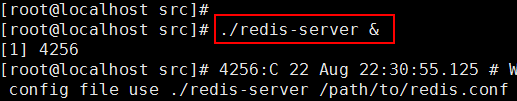 [root@localhost src]#
[root@localhost src]# ./redis-server &
[1] 4256
[root@localhost src]# 4256:C 22 Aug 22:30:55.125 # W
config file use ./redis-server /path/to/redis.conf